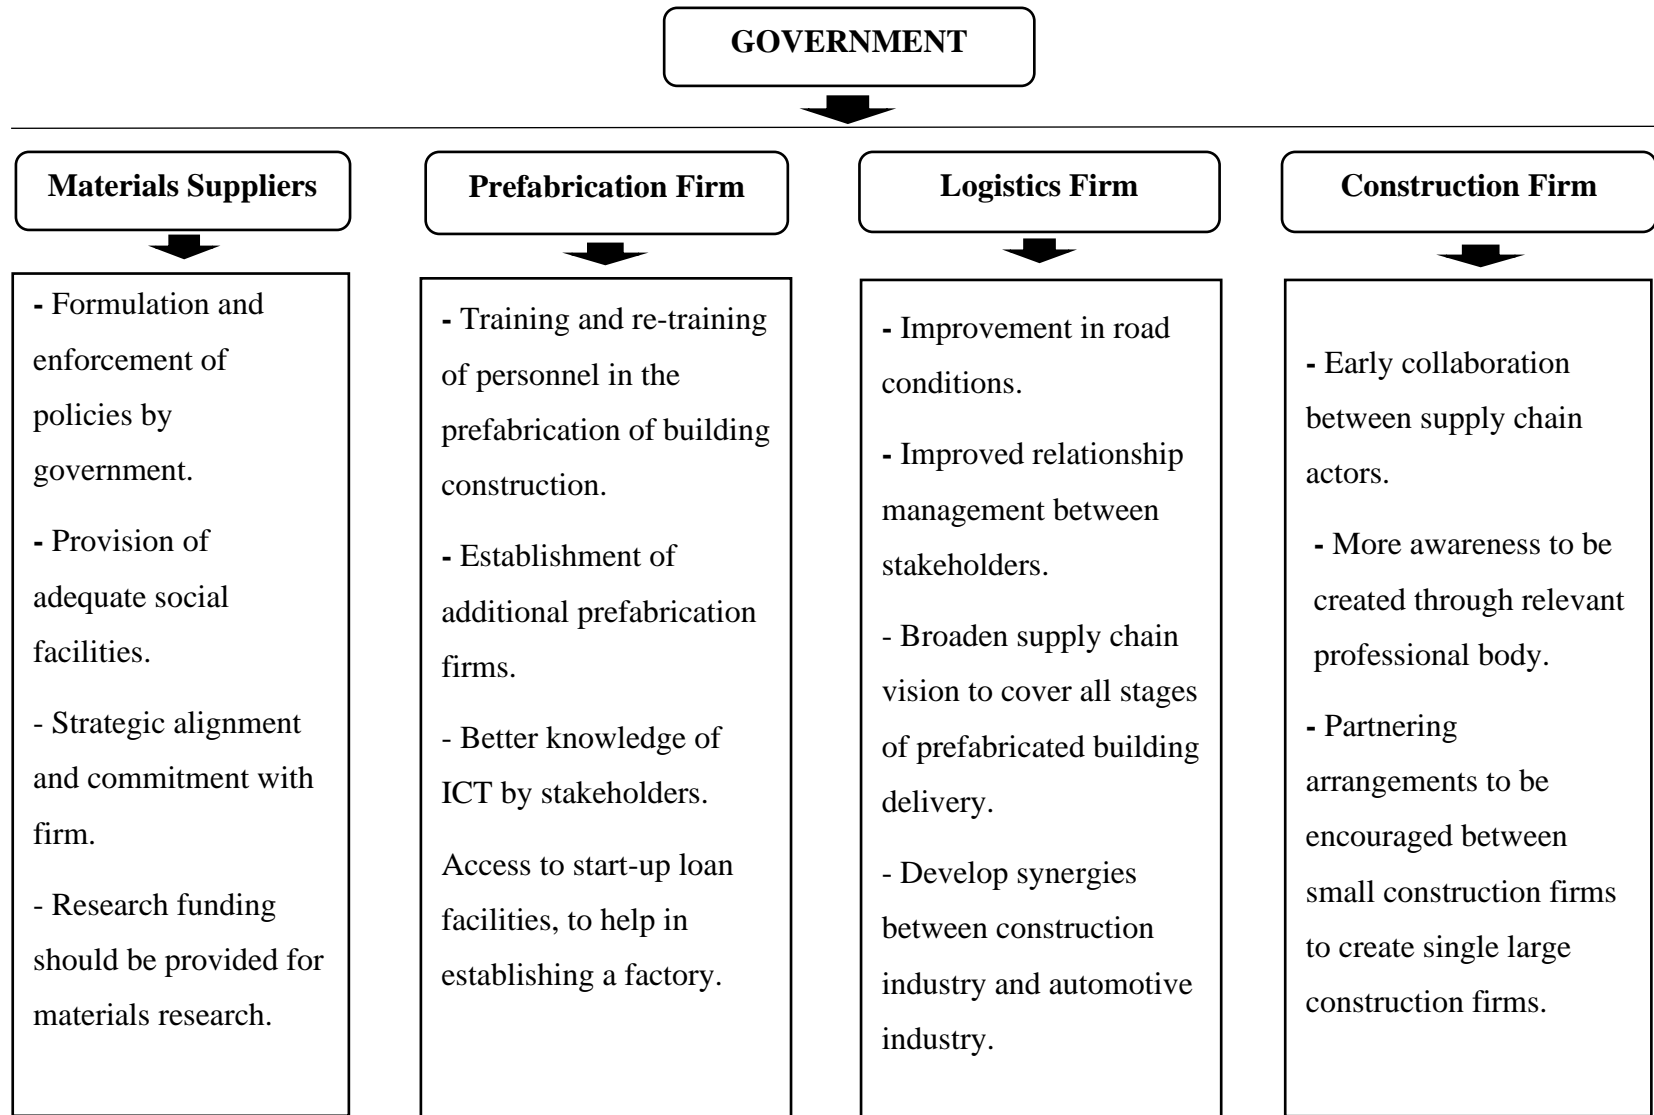 GOVERNMENT
Materials Suppliers
- Formulation and
enforcement of
policies by
government.
- Provision of
adequate social
facilities.
- Strategic alignment
and commitment with
firm.
- Research funding
should be provided for
materials research.
Prefabrication Firm
- Training and re-training
of personnel in the
prefabrication of building
construction.
- Establishment of
additional prefabrication
firms.
- Better knowledge of
ICT by stakeholders.
Access to start-up loan
facilities, to help in
establishing a factory.
Logistics Firm
- Improvement in road
conditions.
- Improved relationship
management between
stakeholders.
- Broaden supply chain
vision to cover all stages
of prefabricated building
delivery.
- Develop synergies
between construction
industry and automotive
industry.
Construction Firm
- Early collaboration
between supply chain
actors.
- More awareness to be
created through relevant
professional body.
- Partnering
arrangements to be
encouraged between
small construction firms
to create single large
construction firms.